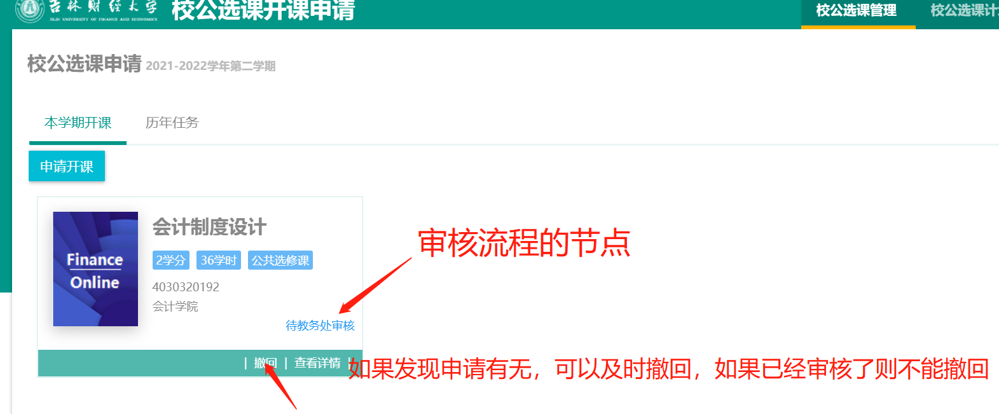 吉林财经大学
JILIN UNIVERSITY OF FINANCE AND ECONOMICS
校公选课开课申请
校公选课管理
校公选课计
校公选课申请 2021-2022学年第二学期
本学期开课
历年任务
申请开课
Finance
Online
会计制度设计
2学分 36学时 公共选修课
4030320192
会计学院
待教务处审核
审核流程的节点
| 撤回 | 查看详情
如果发现申请有无，可以及时撤回，如果已经审核了则不能撤回